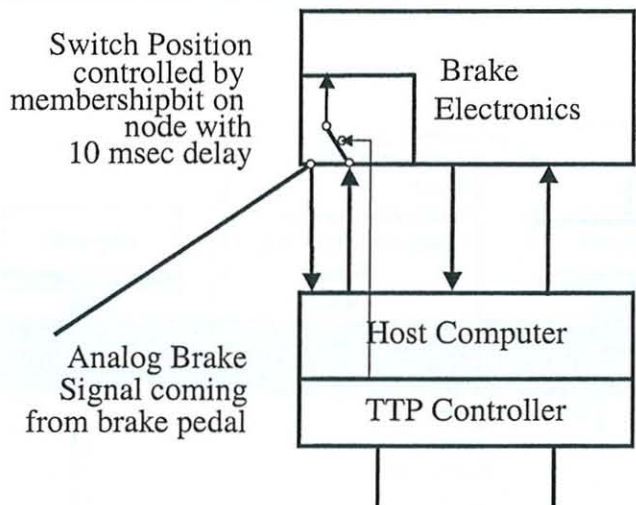 Switch Position
controlled by
membershipbit on
node with
10 msec delay
Brake
Electronics
Analog Brake
Signal coming
from brake pedal
Host Computer
TTP Controller